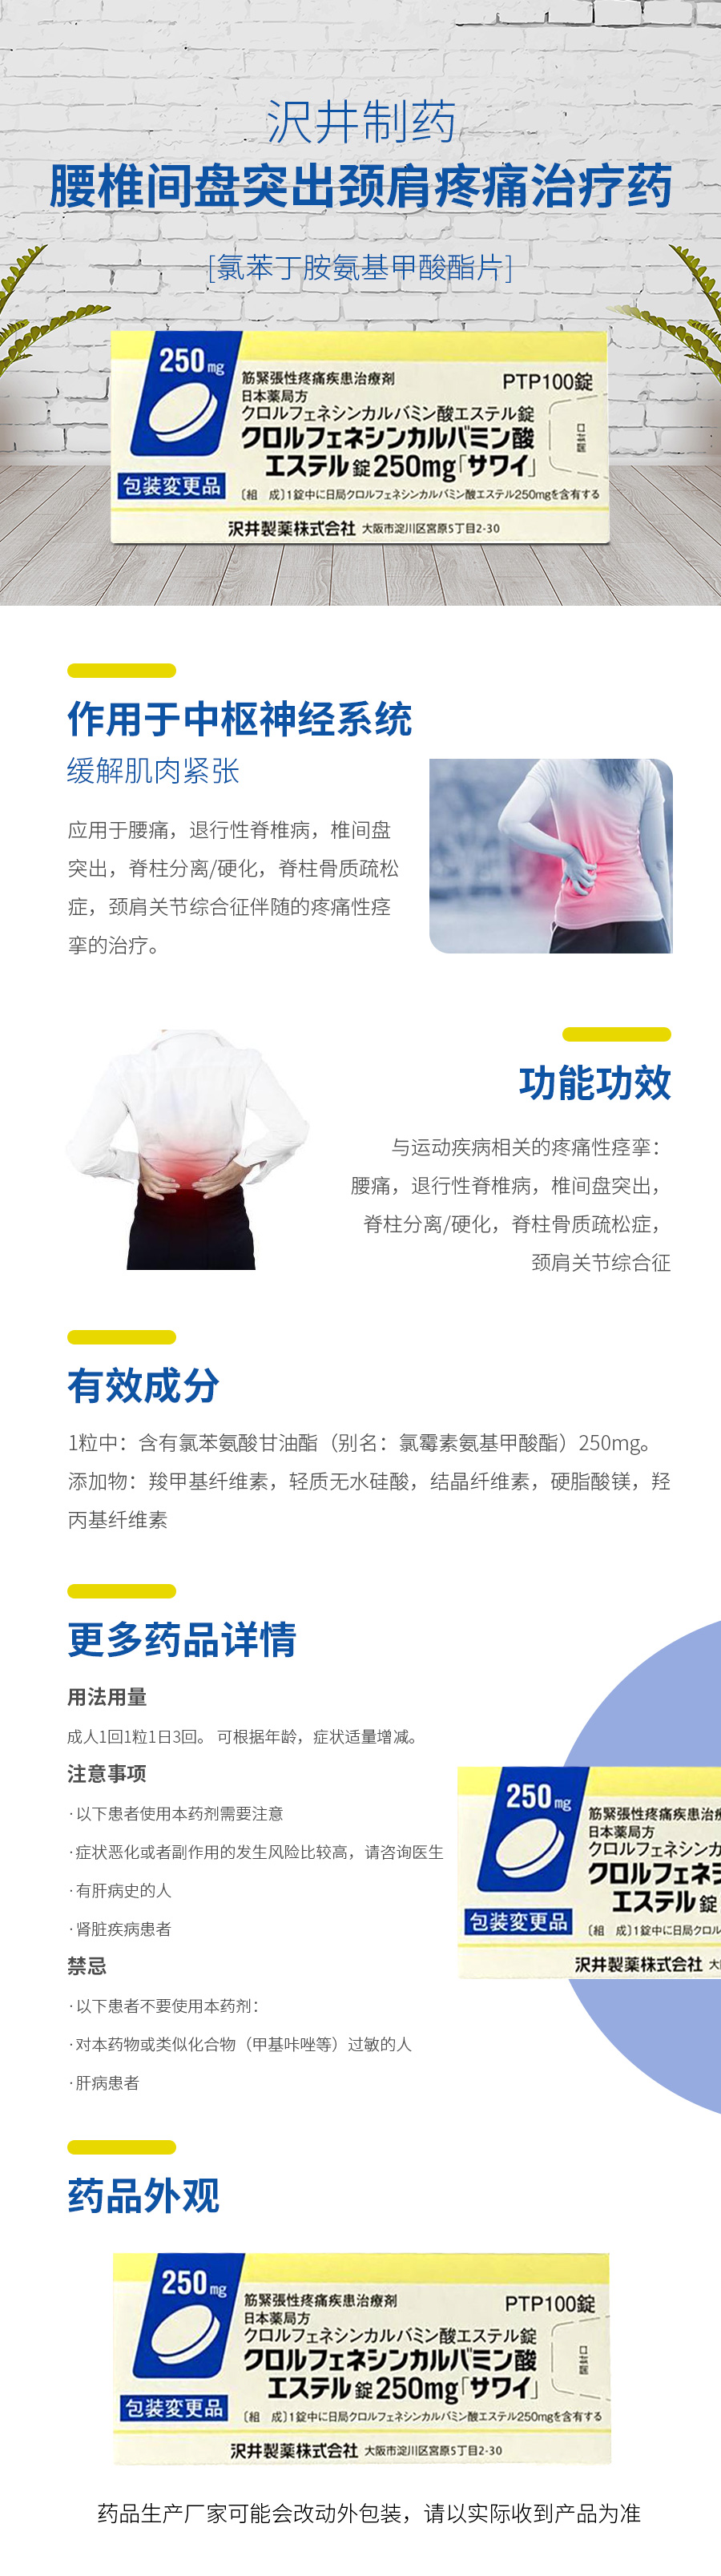 沢井制药
腰椎间盘突出颈肩疼痛治疗药
[氯苯丁胺氨基甲酸酯片]
250mg
筋緊張性疼痛疾患治療剤
PTP100錠
日本薬局方
クロルフェネシンカルバミン酸エステル錠
クロルフェネシンカルバミン酸
エステル錠250mg「サワイ」
開封口
包装変更品
〔組　成〕1錠中に日局クロルフェネシンカルバミン酸エステル250mgを含有する
沢井製薬株式会社 大阪市淀川区宮原5丁目2-30
作用于中枢神经系统
缓解肌肉紧张
应用于腰痛，退行性脊椎病，椎间盘
突出，脊柱分离/硬化，脊柱骨质疏松
症，颈肩关节综合征伴随的疼痛性痉
挛的治疗。
功能功效
与运动疾病相关的疼痛性痉挛：
腰痛，退行性脊椎病，椎间盘突出，
脊柱分离/硬化，脊柱骨质疏松症，
颈肩关节综合征
有效成分
1粒中：含有氯苯氨酸甘油酯（别名：氯霉素氨基甲酸酯）250mg。
添加物：羧甲基纤维素，轻质无水硅酸，结晶纤维素，硬脂酸镁，羟
丙基纤维素
更多药品详情
用法用量
成人1回1粒1日3回。 可根据年龄，症状适量增减。
注意事项
·以下患者使用本药剂需要注意
·症状恶化或者副作用的发生风险比较高，请咨询医生
·有肝病史的人
·肾脏疾病患者
禁忌
·以下患者不要使用本药剂：
·对本药物或类似化合物（甲基咔唑等）过敏的人
·肝病患者
250mg
筋緊張性疼痛疾患治療
日本薬局方
クロルフェネシンカ
クロルフェネシ
エステル錠
包装変更品
〔組　成〕1錠中に日局クロル
沢井製薬株式会社 大
药品外观
250mg
筋緊張性疼痛疾患治療剤
PTP100錠
日本薬局方
クロルフェネシンカルバミン酸エステル錠
クロルフェネシンカルバミン酸
エステル錠250mg「サワイ」
開封口
包装変更品
〔組　成〕1錠中に日局クロルフェネシンカルバミン酸エステル250mgを含有する
沢井製薬株式会社 大阪市淀川区宮原5丁目2-30
药品生产厂家可能会改动外包装，请以实际收到产品为准